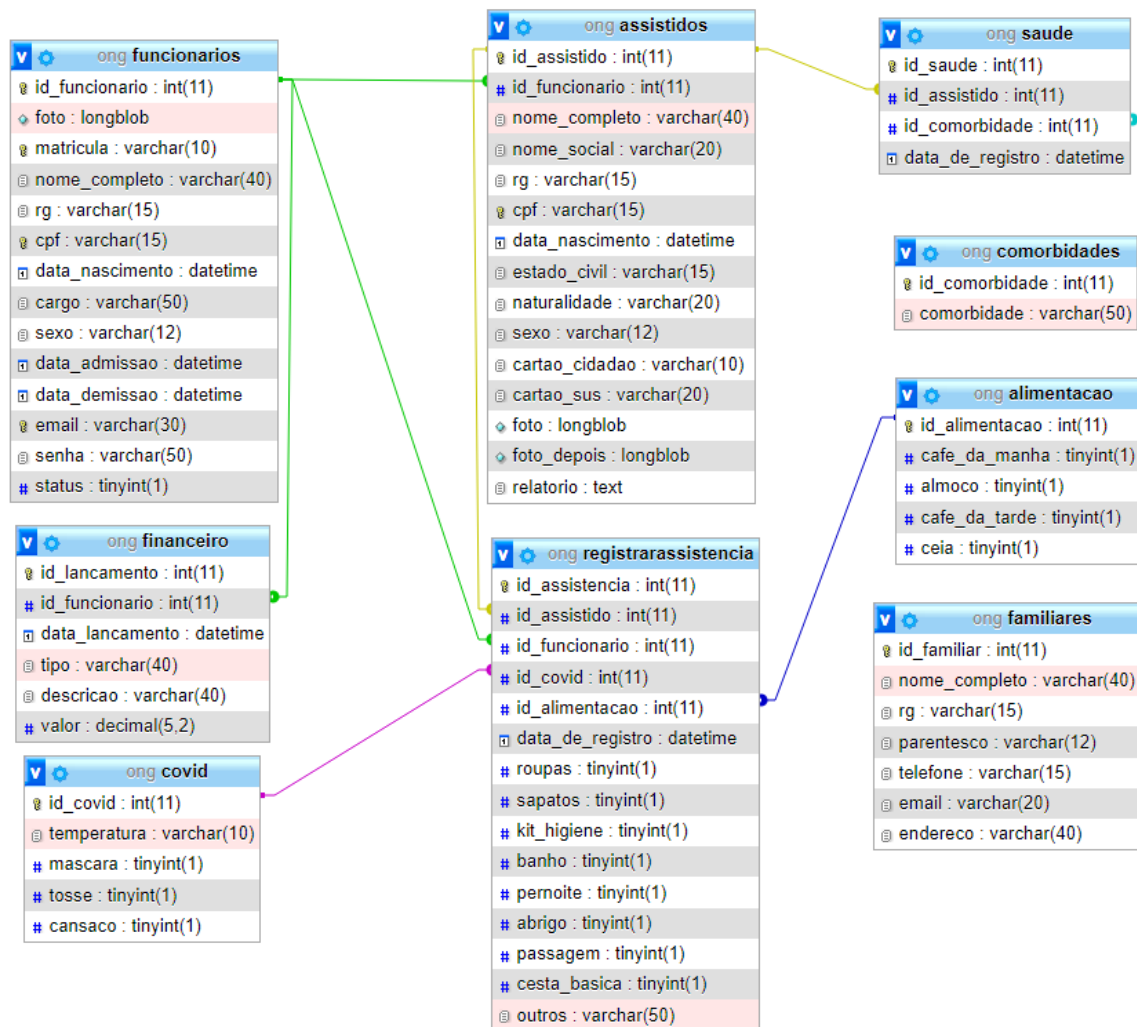 ong funcionarios
id_funcionario : int(11)
foto : longblob
matricula : varchar(10)
nome_completo : varchar(40)
rg : varchar(15)
cpf : varchar(15)
data_nascimento : datetime
cargo : varchar(50)
sexo : varchar(12)
data_admissao : datetime
data_demissao : datetime
email : varchar(30)
senha : varchar(50)
status : tinyint(1)
ong financeiro
id_lancamento : int(11)
id_funcionario : int(11)
data_lancamento : datetime
tipo : varchar(40)
descricao : varchar(40)
valor : decimal(5,2)
ong covid
id_covid : int(11)
temperatura : varchar(10)
mascara : tinyint(1)
tosse : tinyint(1)
cansaco : tinyint(1)
ong assistidos
id_assistido : int(11)
id_funcionario : int(11)
nome_completo : varchar(40)
nome_social : varchar(20)
rg : varchar(15)
cpf : varchar(15)
data_nascimento : datetime
estado_civil : varchar(15)
naturalidade : varchar(20)
sexo : varchar(12)
cartao_cidadao : varchar(10)
cartao_sus : varchar(20)
foto : longblob
foto_depois : longblob
relatorio : text
ong registrarassistencia
id_assistencia : int(11)
id_assistido : int(11)
id_funcionario : int(11)
id_covid : int(11)
id_alimentacao : int(11)
data_de_registro : datetime
roupas : tinyint(1)
sapatos : tinyint(1)
kit_higiene : tinyint(1)
banho : tinyint(1)
pernoite : tinyint(1)
abrigo : tinyint(1)
passagem : tinyint(1)
cesta_basica : tinyint(1)
outros : varchar(50)
ong saude
id_saude : int(11)
id_assistido : int(11)
id_comorbidade : int(11)
data_de_registro : datetime
ong comorbidades
id_comorbidade : int(11)
comorbidade : varchar(50)
ong alimentacao
id_alimentacao : int(11)
cafe_da_manha : tinyint(1)
almoco : tinyint(1)
cafe_da_tarde : tinyint(1)
ceia : tinyint(1)
ong familiares
id_familiar : int(11)
nome_completo : varchar(40)
rg : varchar(15)
parentesco : varchar(12)
telefone : varchar(15)
email : varchar(20)
endereco : varchar(40)